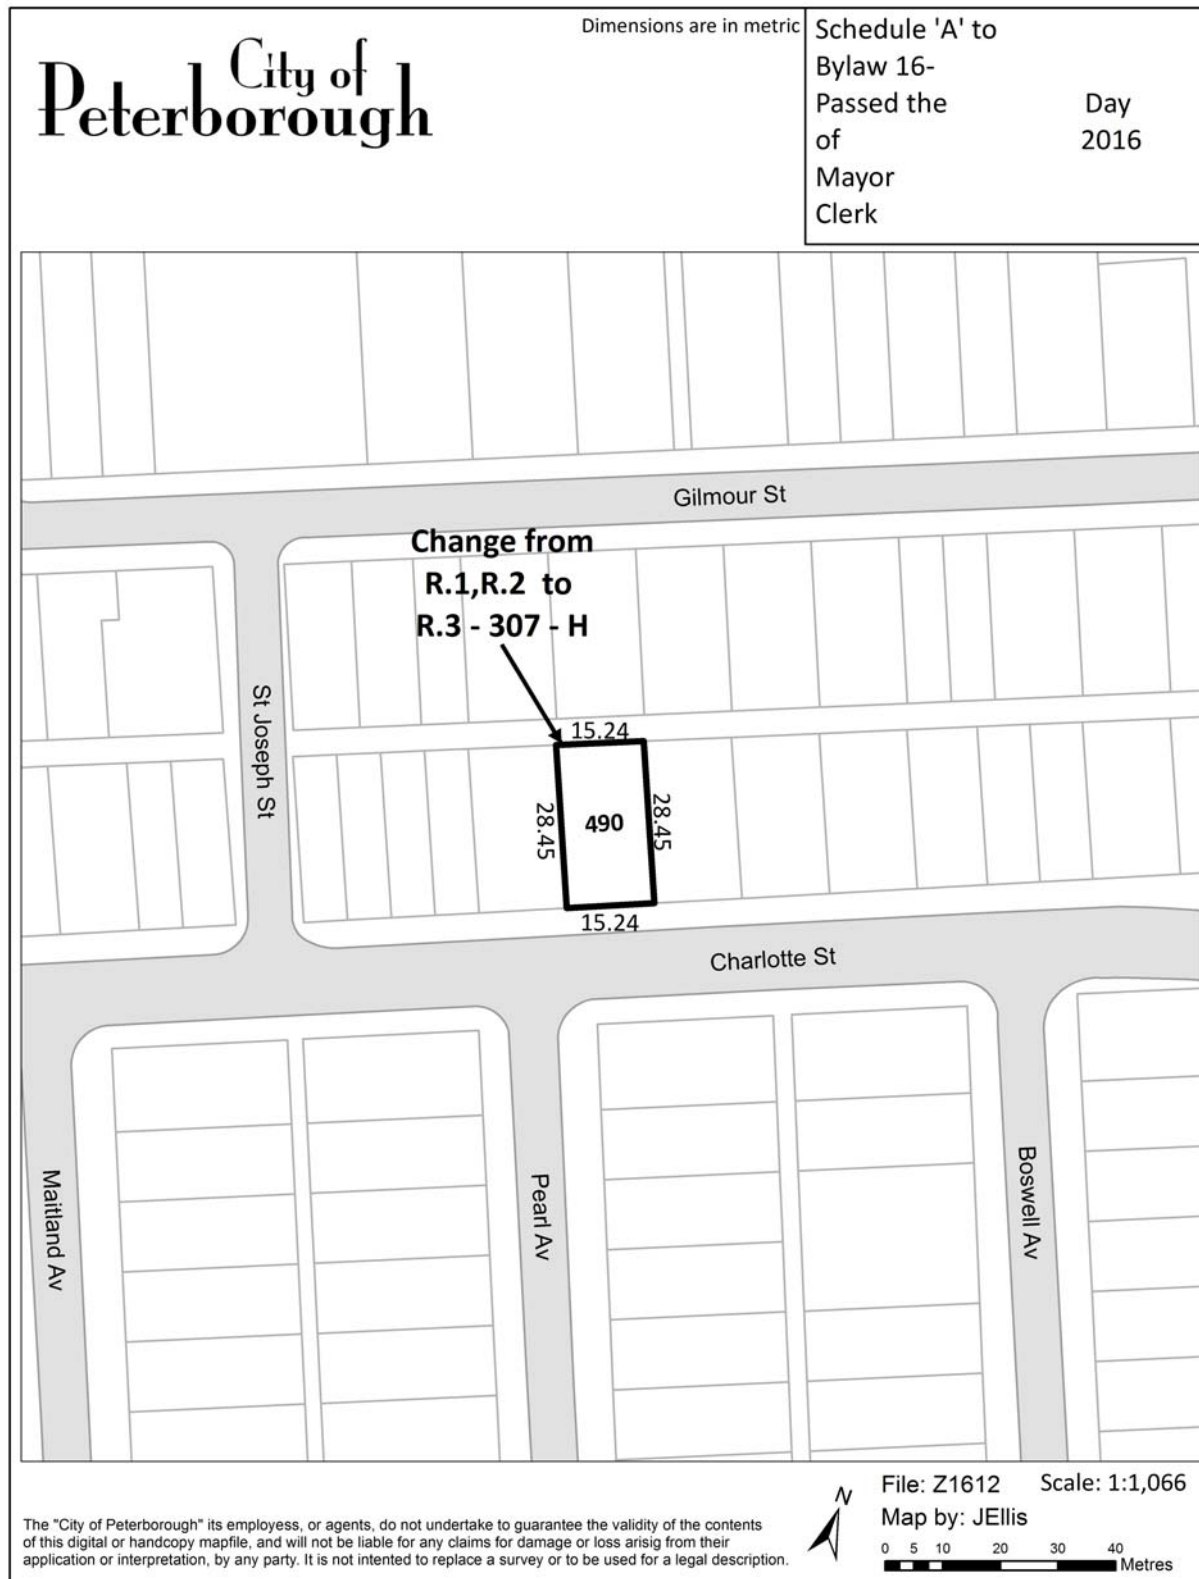 City of
Peterborough
Dimensions are in metric
Schedule 'A' to
Bylaw 16-
Passed the Day
of 2016
Mayor
Clerk
Gilmour St
Change from
R.1,R.2 to
R.3 - 307 - H
St Joseph St
15.24
28.45
490
28.45
15.24
Charlotte St
Maitland Av
Pearl Av
Boswell Av
The "City of Peterborough" its employess, or agents, do not undertake to guarantee the validity of the contents
of this digital or handcopy mapfile, and will not be liable for any claims for damage or loss arisig from their
application or interpretation, by any party. It is not intented to replace a survey or to be used for a legal description.
N
File: Z1612 Scale: 1:1,066
Map by: JEllis
0 5 10 20 30 40
Metres